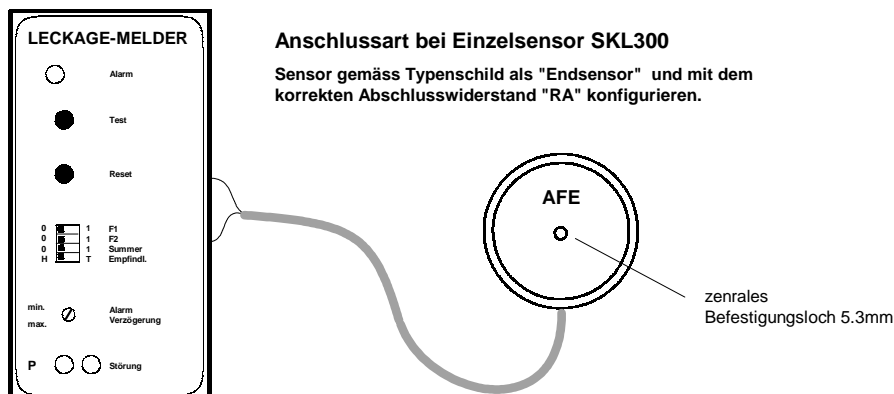 LECKAGE-MELDER
Alarm
Test
Reset
0 1 F1
0 1 F2
0 1 Summer
H T Empfindl.
min.
max.
Alarm
Verzögerung
P Störung
Anschlussart bei Einzelsensor SKL300
Sensor gemäss Typenschild als "Endsensor" und mit dem
korrekten Abschlusswiderstand "RA" konfigurieren.
AFE
zenrales
Befestigungsloch 5.3mm